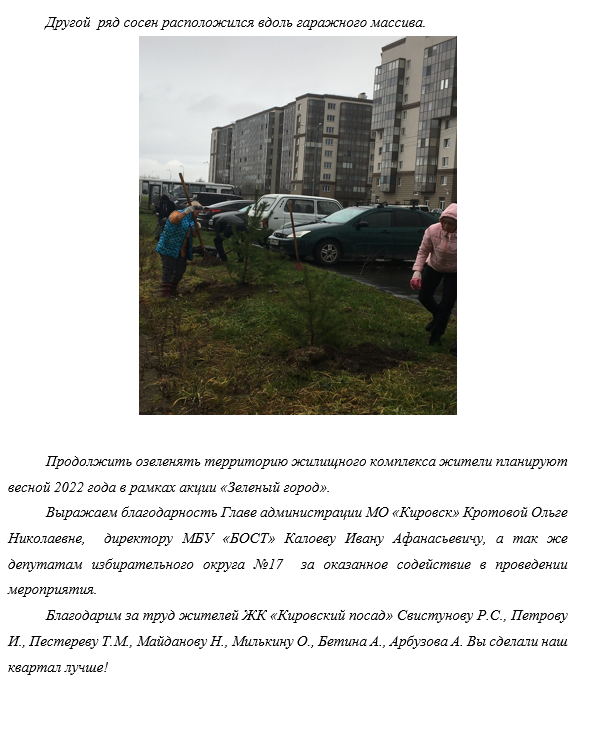 Другой ряд сосен расположился вдоль гаражного массива.
Продолжить озеленять территорию жилищного комплекса жители планируют
весной 2022 года в рамках акции «Зеленый город».
Выражаем благодарность Главе администрации МО «Кировск» Кротовой Ольге
Николаевне, директору МБУ «БОСТ» Калоеву Ивану Афанасьевичу, а так же
депутатам избирательного округа №17 за оказанное содействие в проведении
мероприятия.
Благодарим за труд жителей ЖК «Кировский посад» Свистунову Р.С., Петрову
И., Пестереву Т.М., Майданову Н., Милькину О., Бетина А., Арбузова А. Вы сделали наш
квартал лучше!